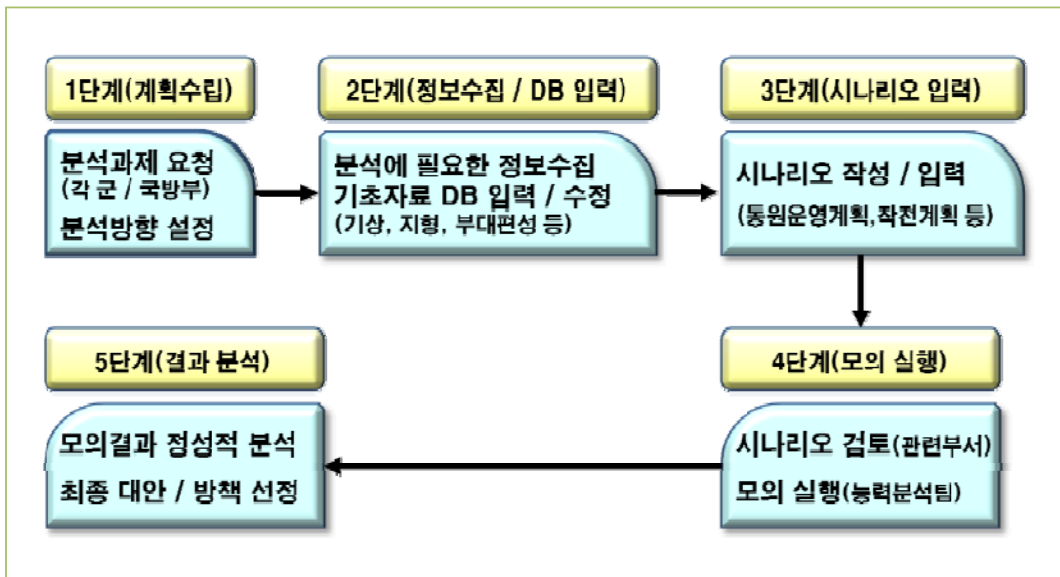 1단계(계획수립)
분석과제 요청
(각 군 / 국방부)
분석방향 설정
2단계(정보수집 / DB 입력)
분석에 필요한 정보수집
기초자료 DB 입력 / 수정
(기상, 지형, 부대편성 등)
3단계(시나리오 입력)
시나리오 작성 / 입력
(동원운영계획,작전계획 등)
4단계(모의 실행)
시나리오 검토(관련부서)
모의 실행(능력분석팀)
5단계(결과 분석)
모의결과 정성적 분석
최종 대안 / 방책 선정